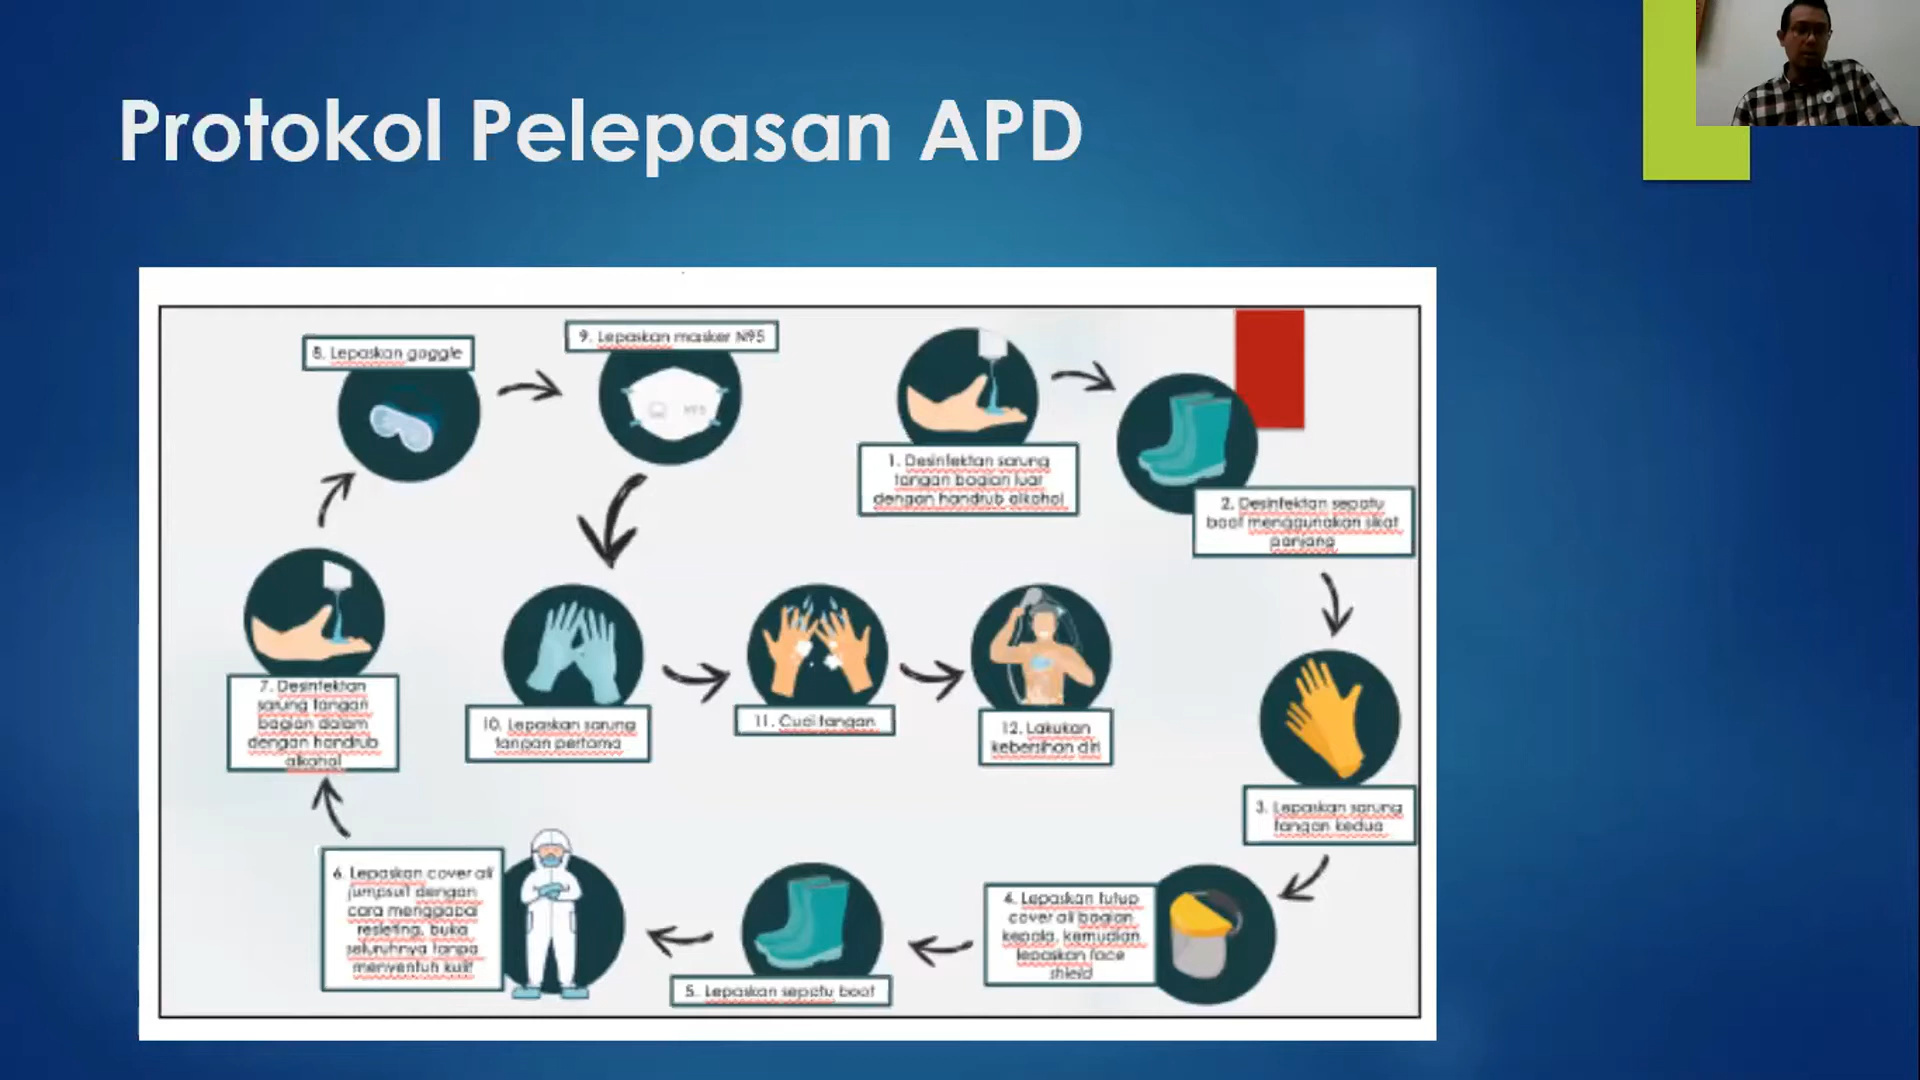 Protokol Pelepasan APD
1. Desinfektan sarung
tangan bagian luar
dengan handrub alkohol
2. Desinfektan sepatu
boot menggunakan sikat
panjang
3. Lepaskan sarung
tangan kedua
4. Lepaskan tutup
cover all bagian
kepala, kemudian
lepaskan face
shield
5. Lepaskan sepatu boot
6. Lepaskan cover all
jumpsuit dengan
cara menggapai
resleting, buka
seluruhnya tanpa
menyentuh kulit
7. Desinfektan
sarung tangan
bagian dalam
dengan handrub
alkohol
8. Lepaskan goggle
9. Lepaskan masker N95
N95
10. Lepaskan sarung
tangan pertama
11. Cuci tangan
12. Lakukan
kebersihan diri